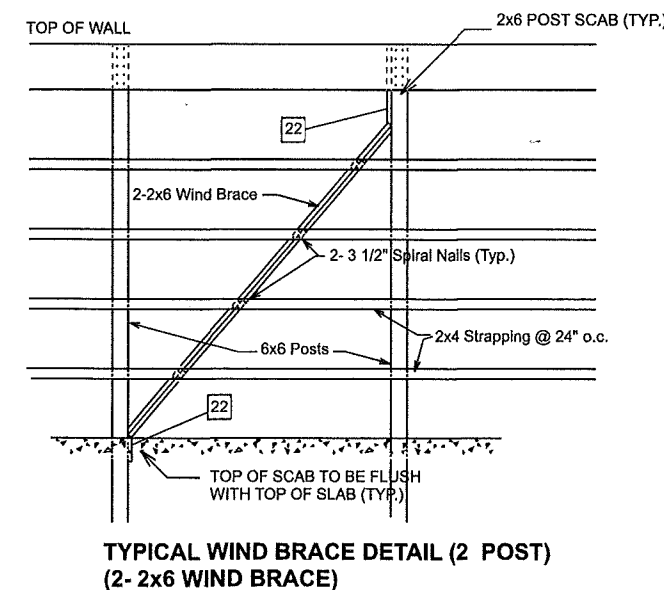 TOP OF WALL
2x6 POST SCAB (TYP.)
22
2-2x6 Wind Brace
2- 3 1/2" Spiral Nails (Typ.)
2x4 Strapping @ 24" o.c.
6x6 Posts
22
TOP OF SCAB TO BE FLUSH
WITH TOP OF SLAB (TYP.)
TYPICAL WIND BRACE DETAIL (2 POST)
(2- 2x6 WIND BRACE)